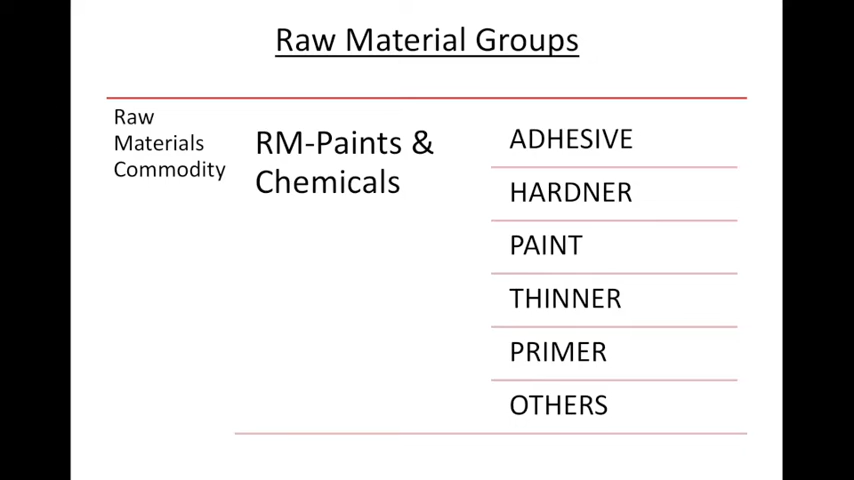 Raw Material Groups
Raw
Materials
Commodity
RM-Paints &
Chemicals
ADHESIVE
HARDNER
PAINT
THINNER
PRIMER
OTHERS